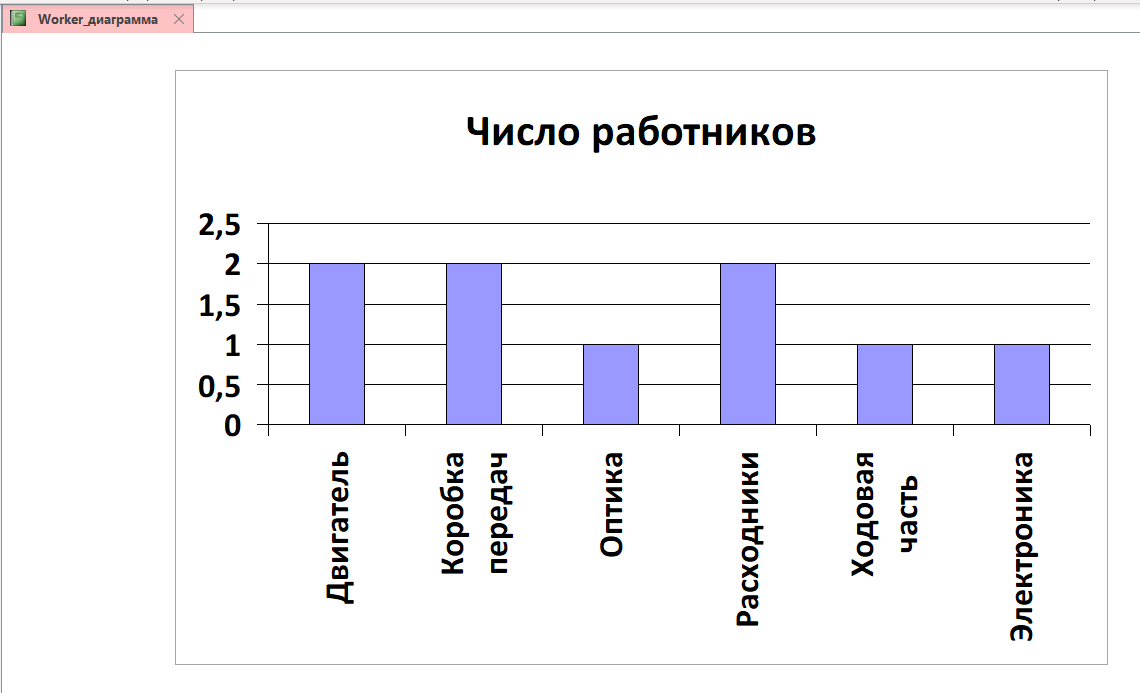 Worker_диаграмма
Число работников
2,5
2
1,5
1
0,5
0
Двигатель
Коробка
передач
Оптика
Расходники
Ходовая
часть
Электроника